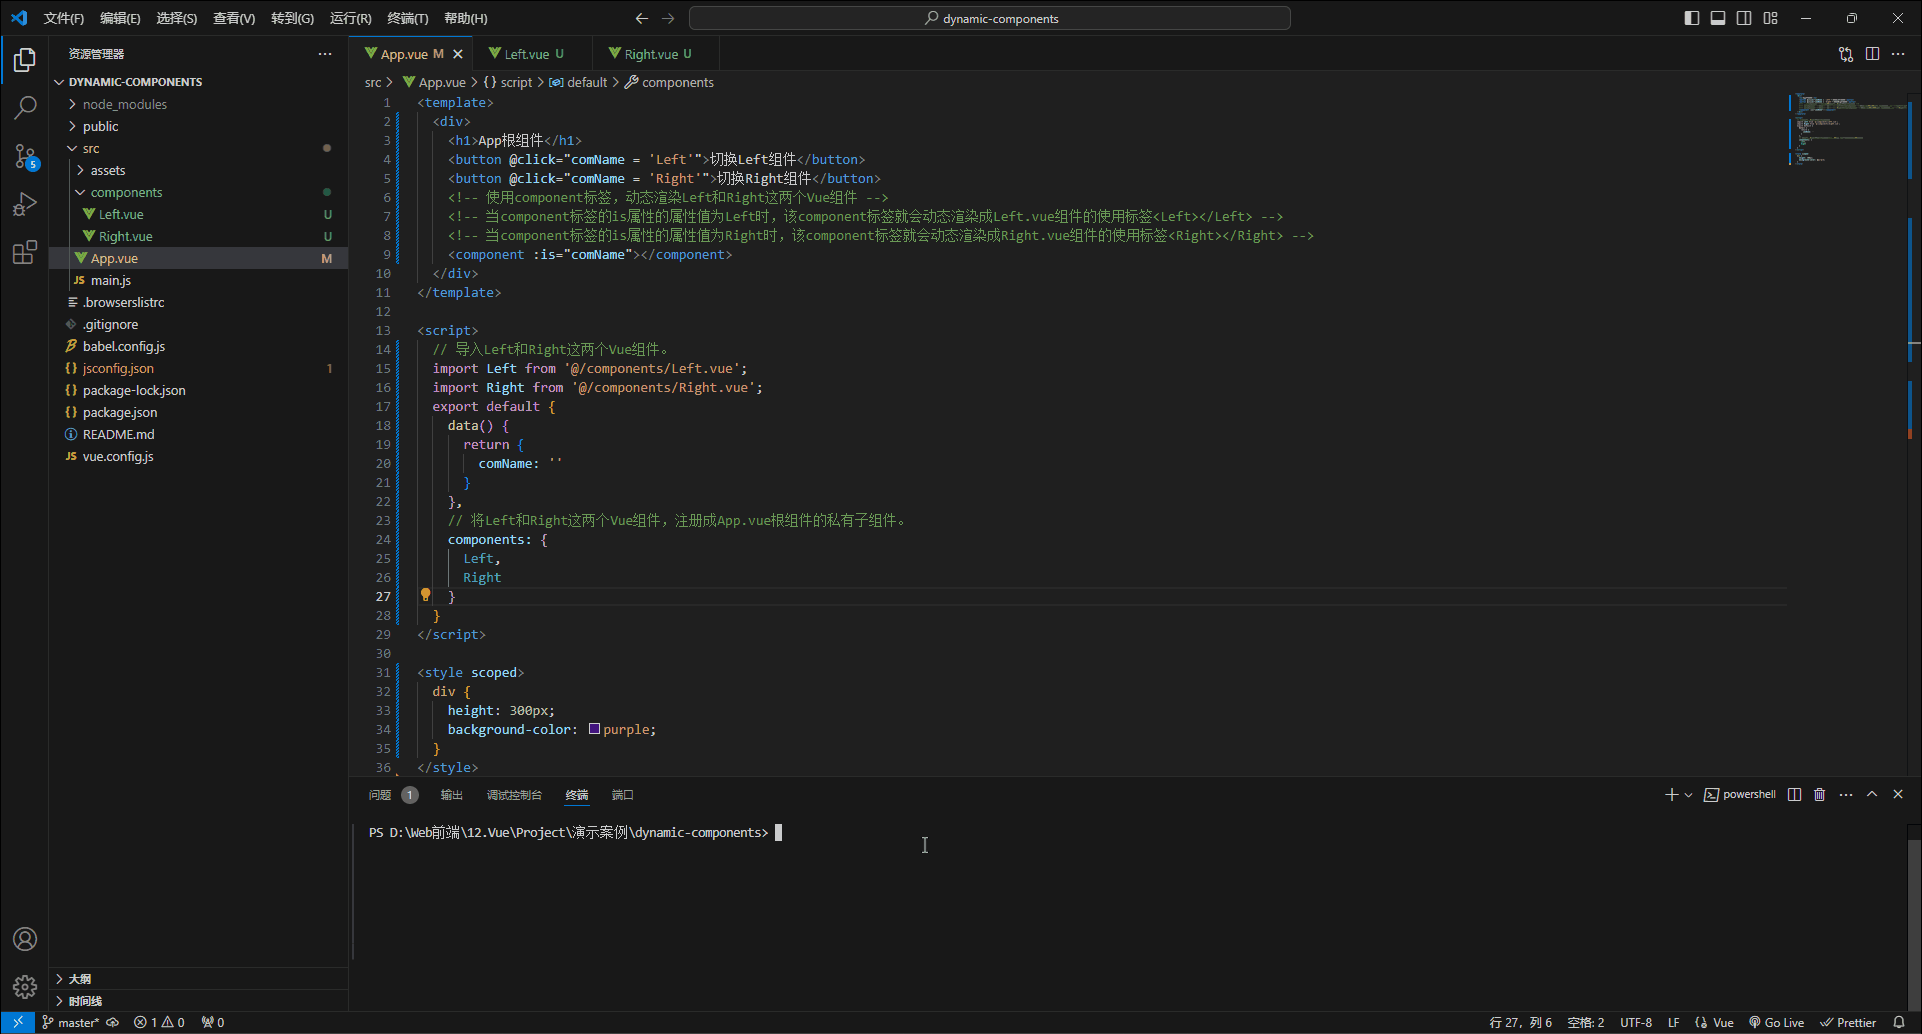 文件(F) 编辑(E) 选择(S) 查看(V) 转到(G) 运行(R) 终端(T) 帮助(H)
dynamic-components
资源管理器
DYNAMIC-COMPONENTS
node_modules
public
src
assets
components
Left.vue U
Right.vue U
App.vue M
main.js
.browserslistrc
.gitignore
babel.config.js
jsconfig.json 1
package-lock.json
package.json
README.md
vue.config.js
大纲
时间线
5
App.vue M
Left.vue U
Right.vue U
src > App.vue > {} script > default > components
1 <template>
2 <div>
3 <h1>App根组件</h1>
4 <button @click="comName = 'Left'">切换Left组件</button>
5 <button @click="comName = 'Right'">切换Right组件</button>
6 <!-- 使用component标签，动态渲染Left和Right这两个Vue组件 -->
7 <!-- 当component标签的is属性的属性值为Left时，该component标签就会动态渲染成Left.vue组件的使用标签<Left></Left> -->
8 <!-- 当component标签的is属性的属性值为Right时，该component标签就会动态渲染成Right.vue组件的使用标签<Right></Right> -->
9 <component :is="comName"></component>
10 </div>
11 </template>
12
13 <script>
14 // 导入Left和Right这两个Vue组件。
15 import Left from '@/components/Left.vue';
16 import Right from '@/components/Right.vue';
17 export default {
18 data() {
19 return {
20 comName: ''
21 }
22 },
23 // 将Left和Right这两个Vue组件，注册成App.vue根组件的私有子组件。
24 components: {
25 Left,
26 Right
27 }
28 }
29 </script>
30
31 <style scoped>
32 div {
33 height: 300px;
34 background-color: purple;
35 }
36 </style>
问题 1 输出 调试控制台 终端 端口
powershell
PS D:\Web前端\12.Vue\Project\演示案例\dynamic-components>
master* 1 0 0
行 27，列 6 空格: 2 UTF-8 LF Vue Go Live Prettier